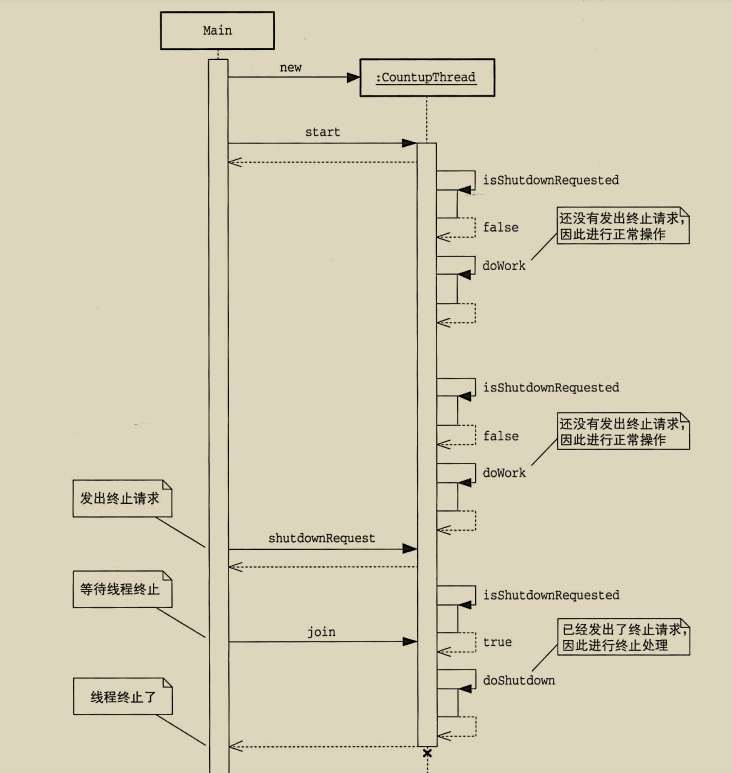 Main
new
:CountupThread
start
isShutdownRequested
还没有发出终止请求,
因此进行正常操作
false
doWork
isShutdownRequested
还没有发出终止请求,
因此进行正常操作
false
doWork
发出终止请求
shutdownRequest
等待线程终止
isShutdownRequested
join
已经发出了终止请求,
因此进行终止处理
true
doShutdown
线程终止了